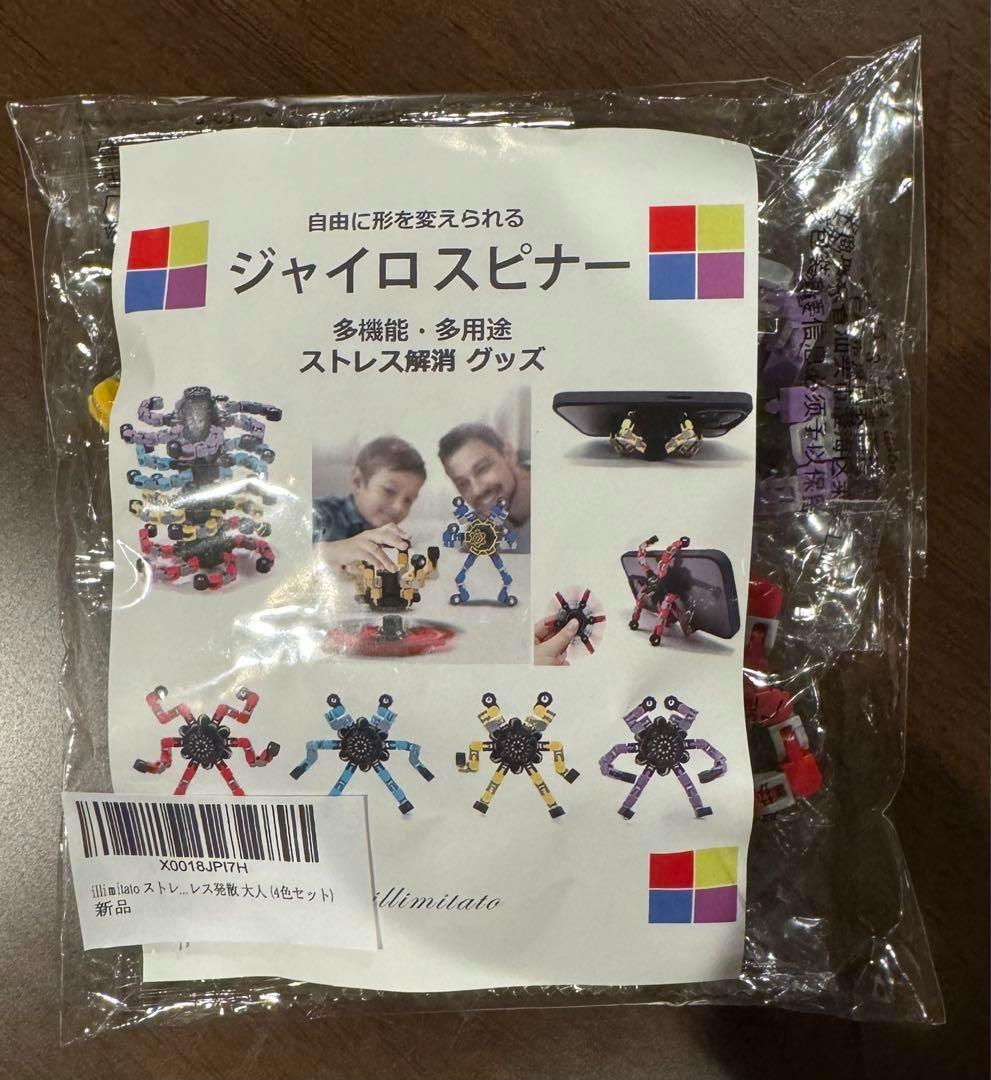 自由に形を変えられる
ジャイロ スピナー
多機能・多用途
ストレス解消 グッズ
X0018JPI7H
illimitato ストレ...レス発散 大人 (4色セット)
新品
illimitato